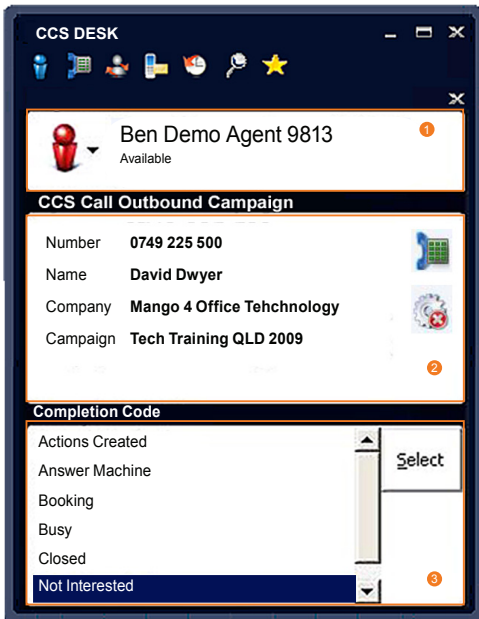 CCS DESK
Ben Demo Agent 9813
1
Available
CCS Call Outbound Campaign
Number 0749 225 500
Name David Dwyer
Company Mango 4 Office Tehchnology
Campaign Tech Training QLD 2009
2
Completion Code
Actions Created
Answer Machine
Booking
Busy
Closed
Not Interested
Select
3